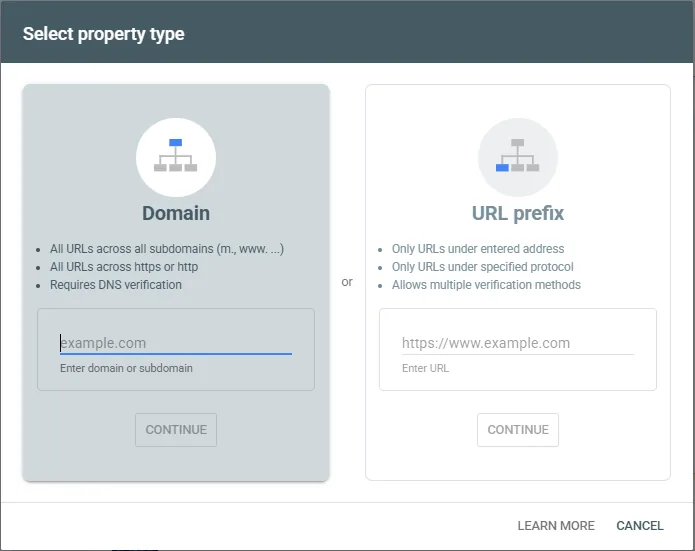 Select property type
Domain
All URLs across all subdomains (m., www. ...)
All URLs across https or http
Requires DNS verification
example.com
Enter domain or subdomain
CONTINUE
or
URL prefix
Only URLs under entered address
Only URLs under specified protocol
Allows multiple verification methods
https://www.example.com
Enter URL
CONTINUE
LEARN MORE
CANCEL